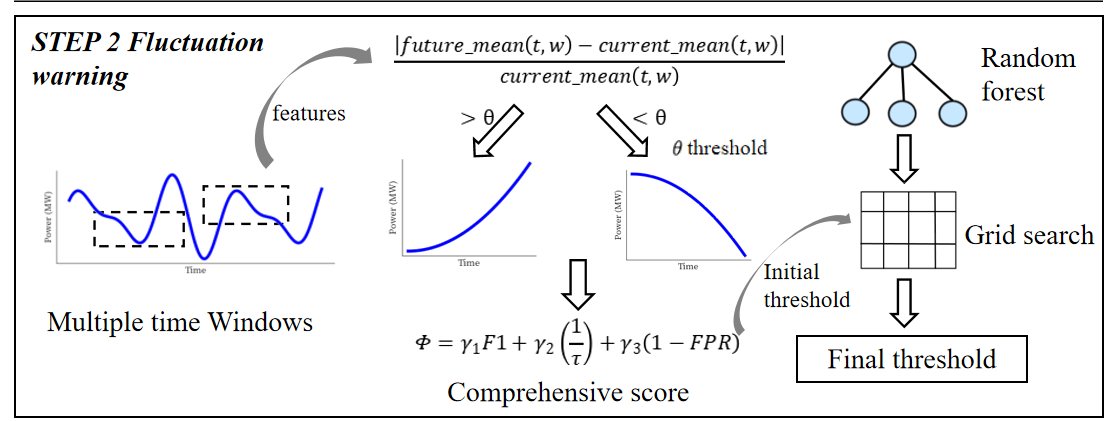 STEP 2 Fluctuation
warning
features
|future_mean(t, w) − current_mean(t, w)|
current_mean(t, w)
> θ
< θ
θ threshold
Random
forest
Power (MW)
Time
Multiple time Windows
Power (MW)
Time
Power (MW)
Time
Grid search
Initial
threshold
Φ = γ₁F1 + γ₂ (1/τ) + γ₃(1 − FPR)
Comprehensive score
Final threshold